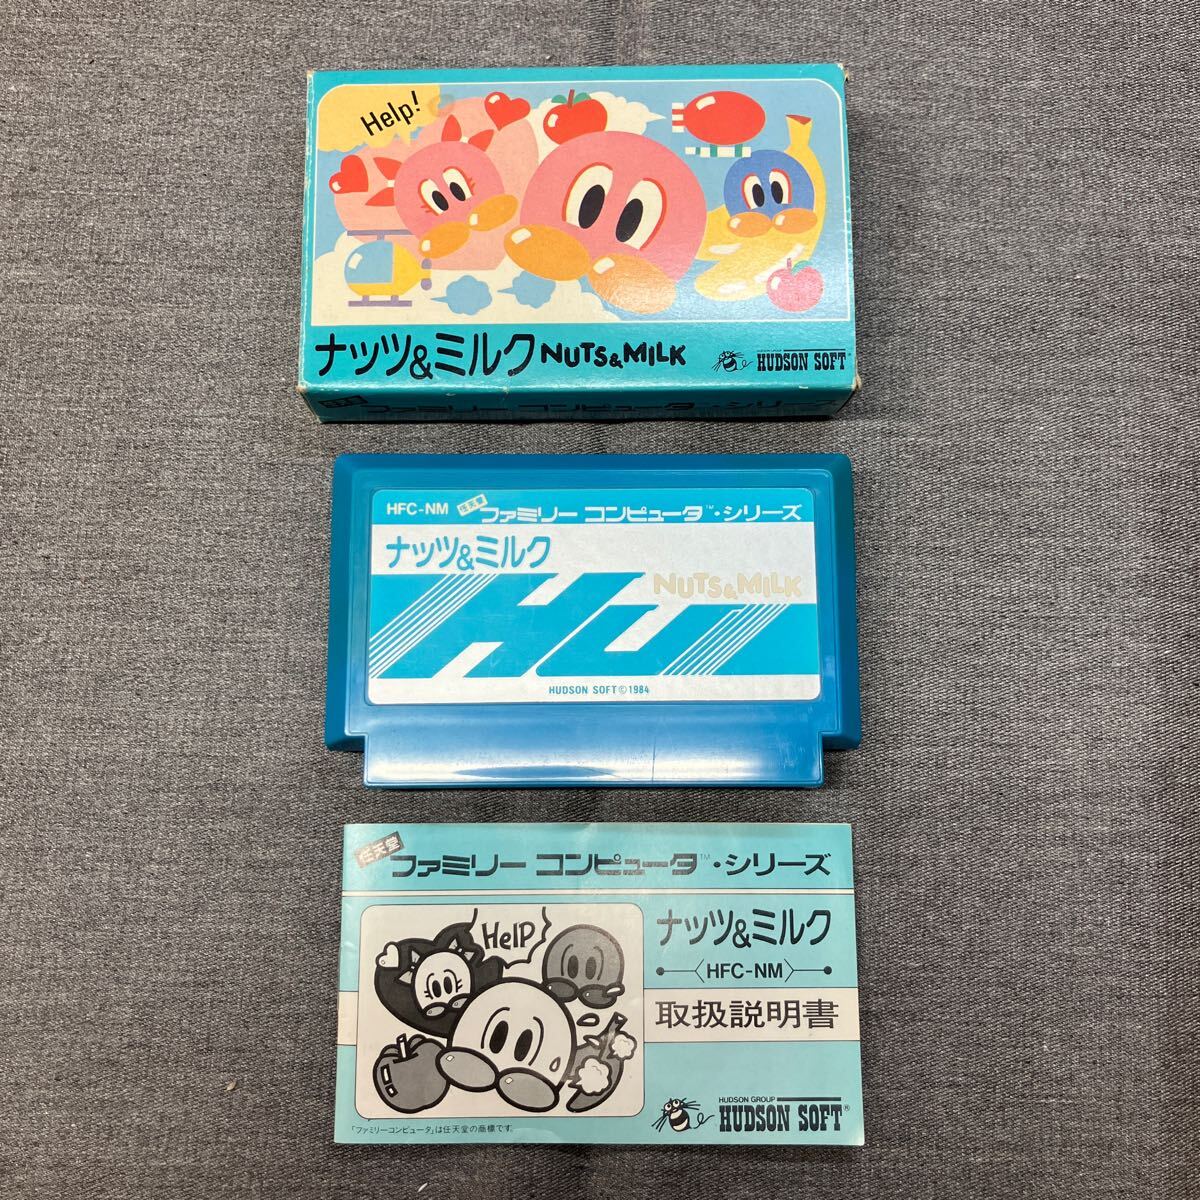 Help!
ナッツ&ミルク NUTS&MILK
HUDSON SOFT
任天堂 ファミリー コンピュータ・シリーズ
HFC-NM 任天堂 ファミリー コンピュータ™・シリーズ
ナッツ&ミルク
NUTS&MILK
HU
HUDSON SOFT©1984
任天堂 ファミリー コンピュータ™・シリーズ
HelP
ナッツ&ミルク
〈HFC-NM〉
取扱説明書
HUDSON GROUP
HUDSON SOFT®
「ファミリーコンピュータ」は任天堂の商標です。